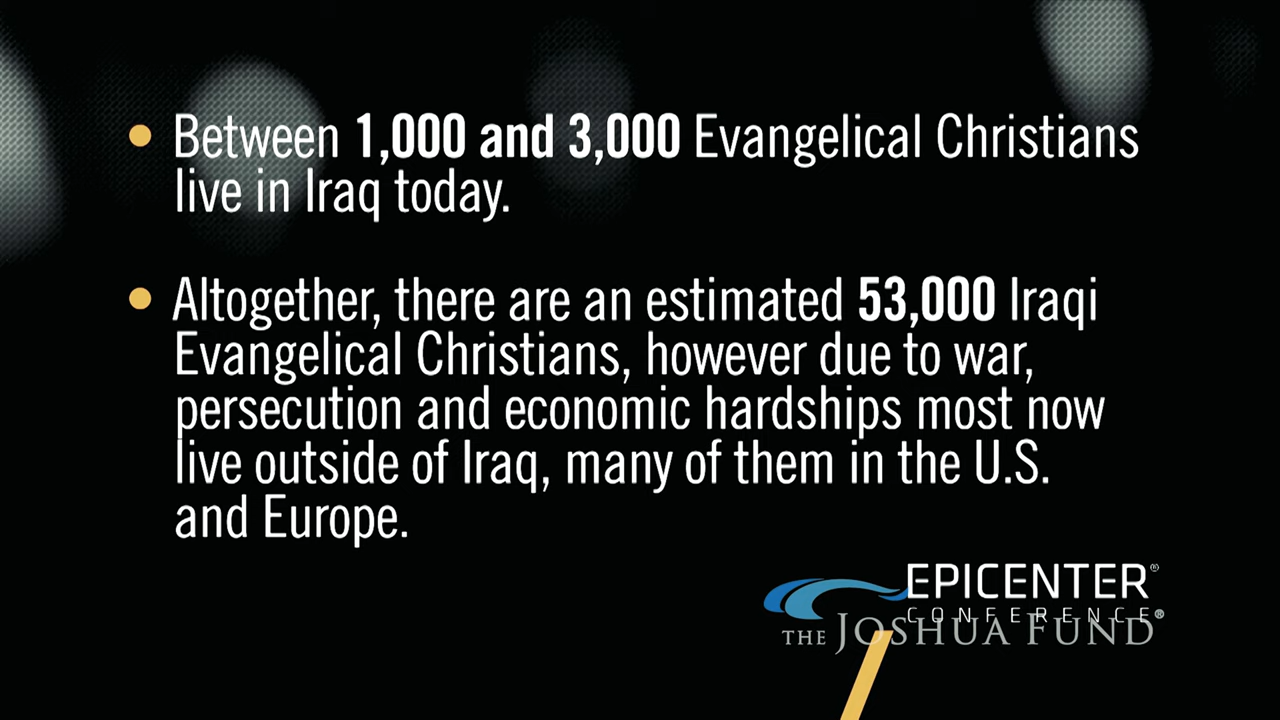 • Between 1,000 and 3,000 Evangelical Christians
live in Iraq today.
• Altogether, there are an estimated 53,000 Iraqi
Evangelical Christians, however due to war,
persecution and economic hardships most now
live outside of Iraq, many of them in the U.S.
and Europe.
EPICENTER®
CONFERENCE®
THE JOSHUA FUND